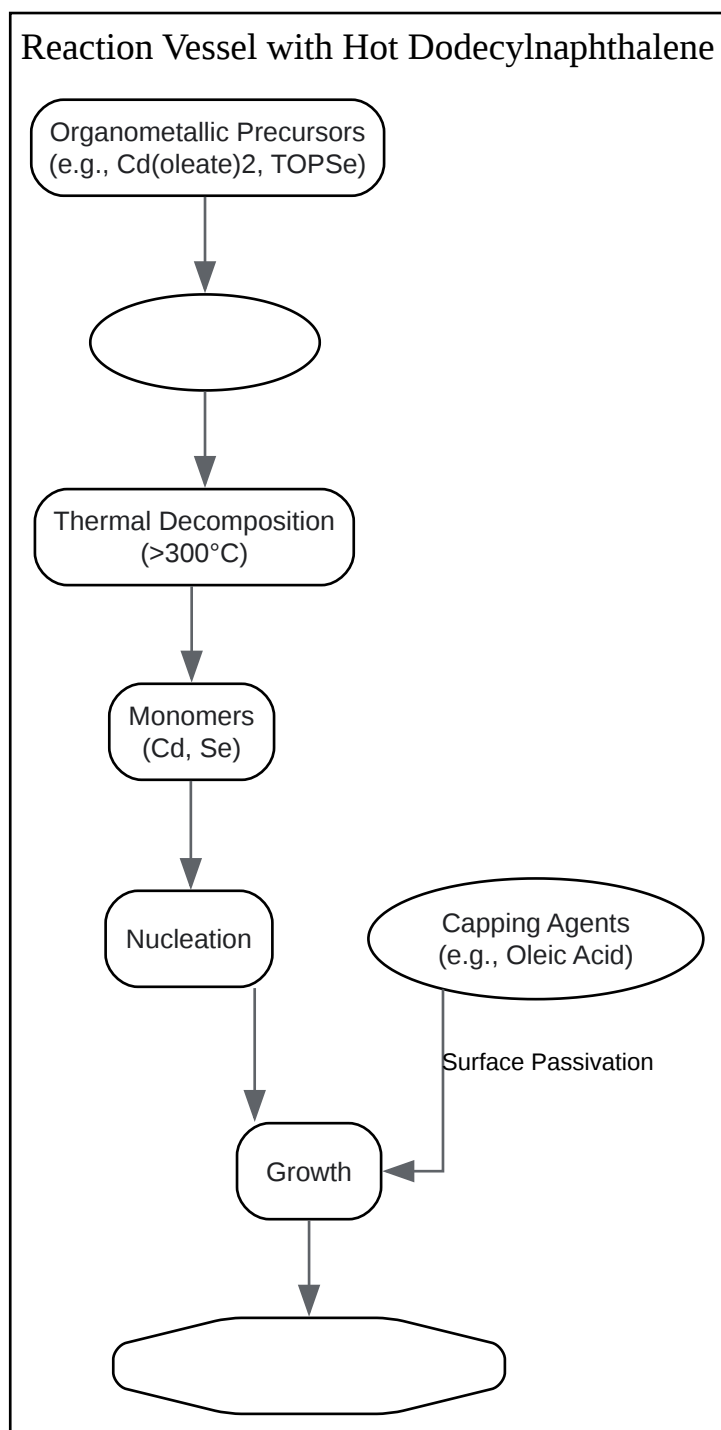 Reaction Vessel with Hot Dodecylnaphthalene
Organometallic Precursors
(e.g., Cd(oleate)2, TOPSe)
Thermal Decomposition
(>300°C)
Monomers
(Cd, Se)
Nucleation
Capping Agents
(e.g., Oleic Acid)
Surface Passivation
Growth